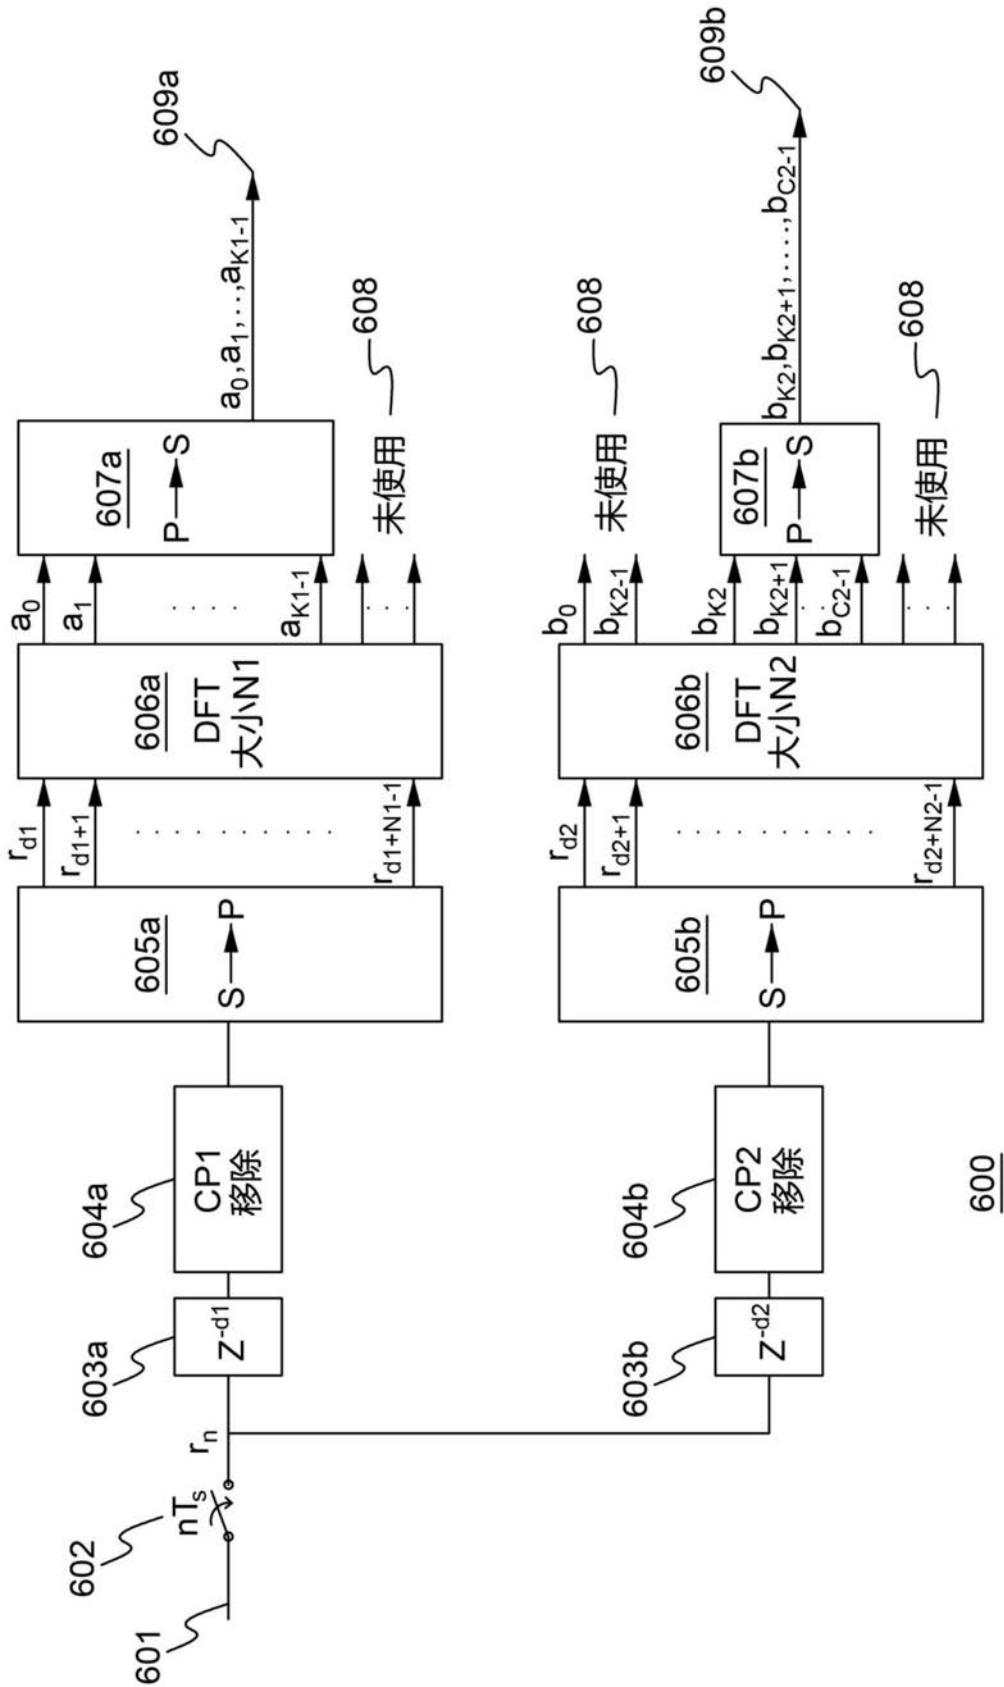 601
602
nTs
rn
603a
Z^-d1
604a
CP1
移除
605a
S P
rd1
rd1+1
. . . . . . . . . .
rd1+N1-1
606a
DFT
大小N1
a0
a1
. . . .
aK1-1
. . .
607a
P S
未使用
608
a0,a1,..,aK1-1
609a
603b
Z^-d2
604b
CP2
移除
605b
S P
rd2
rd2+1
. . . . . . . . . .
rd2+N2-1
606b
DFT
大小N2
b0
bK2-1
bK2
bK2+1
. . .
bC2-1
. . .
未使用
608
607b
P S
未使用
608
bK2,bK2+1,....,bC2-1
609b
600